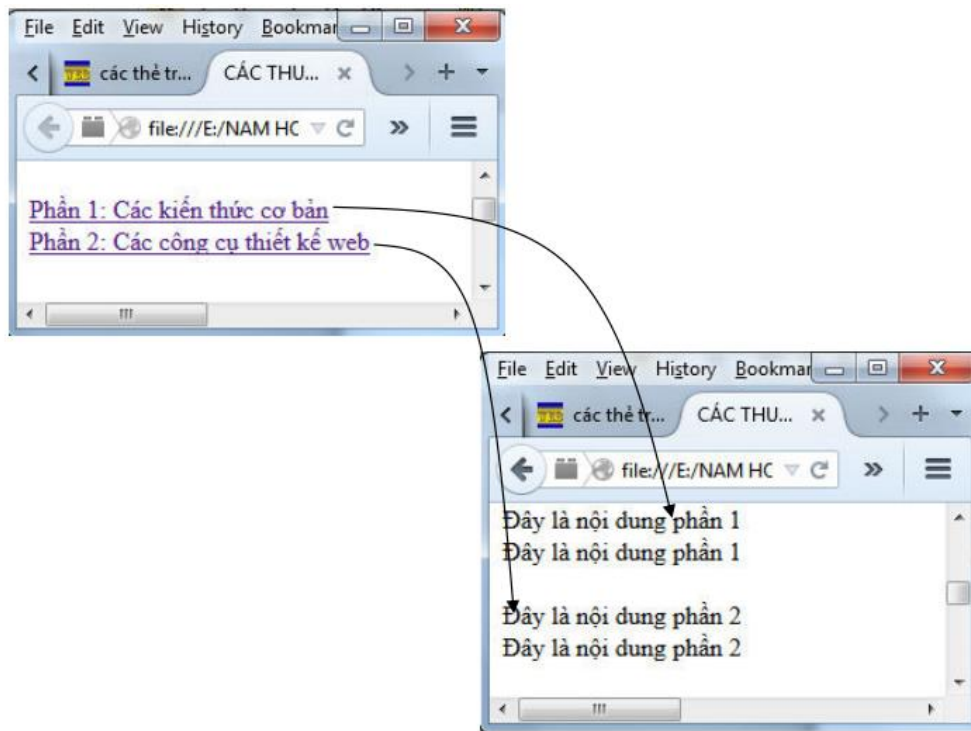 File Edit View History Bookmar
các thẻ tr... CÁC THU...
file:///E:/NAM HC
Phần 1: Các kiến thức cơ bản
Phần 2: Các công cụ thiết kế web
File Edit View History Bookmar
các thẻ tr... CÁC THU...
file:///E:/NAM HC
Đây là nội dung phần 1
Đây là nội dung phần 1
Đây là nội dung phần 2
Đây là nội dung phần 2